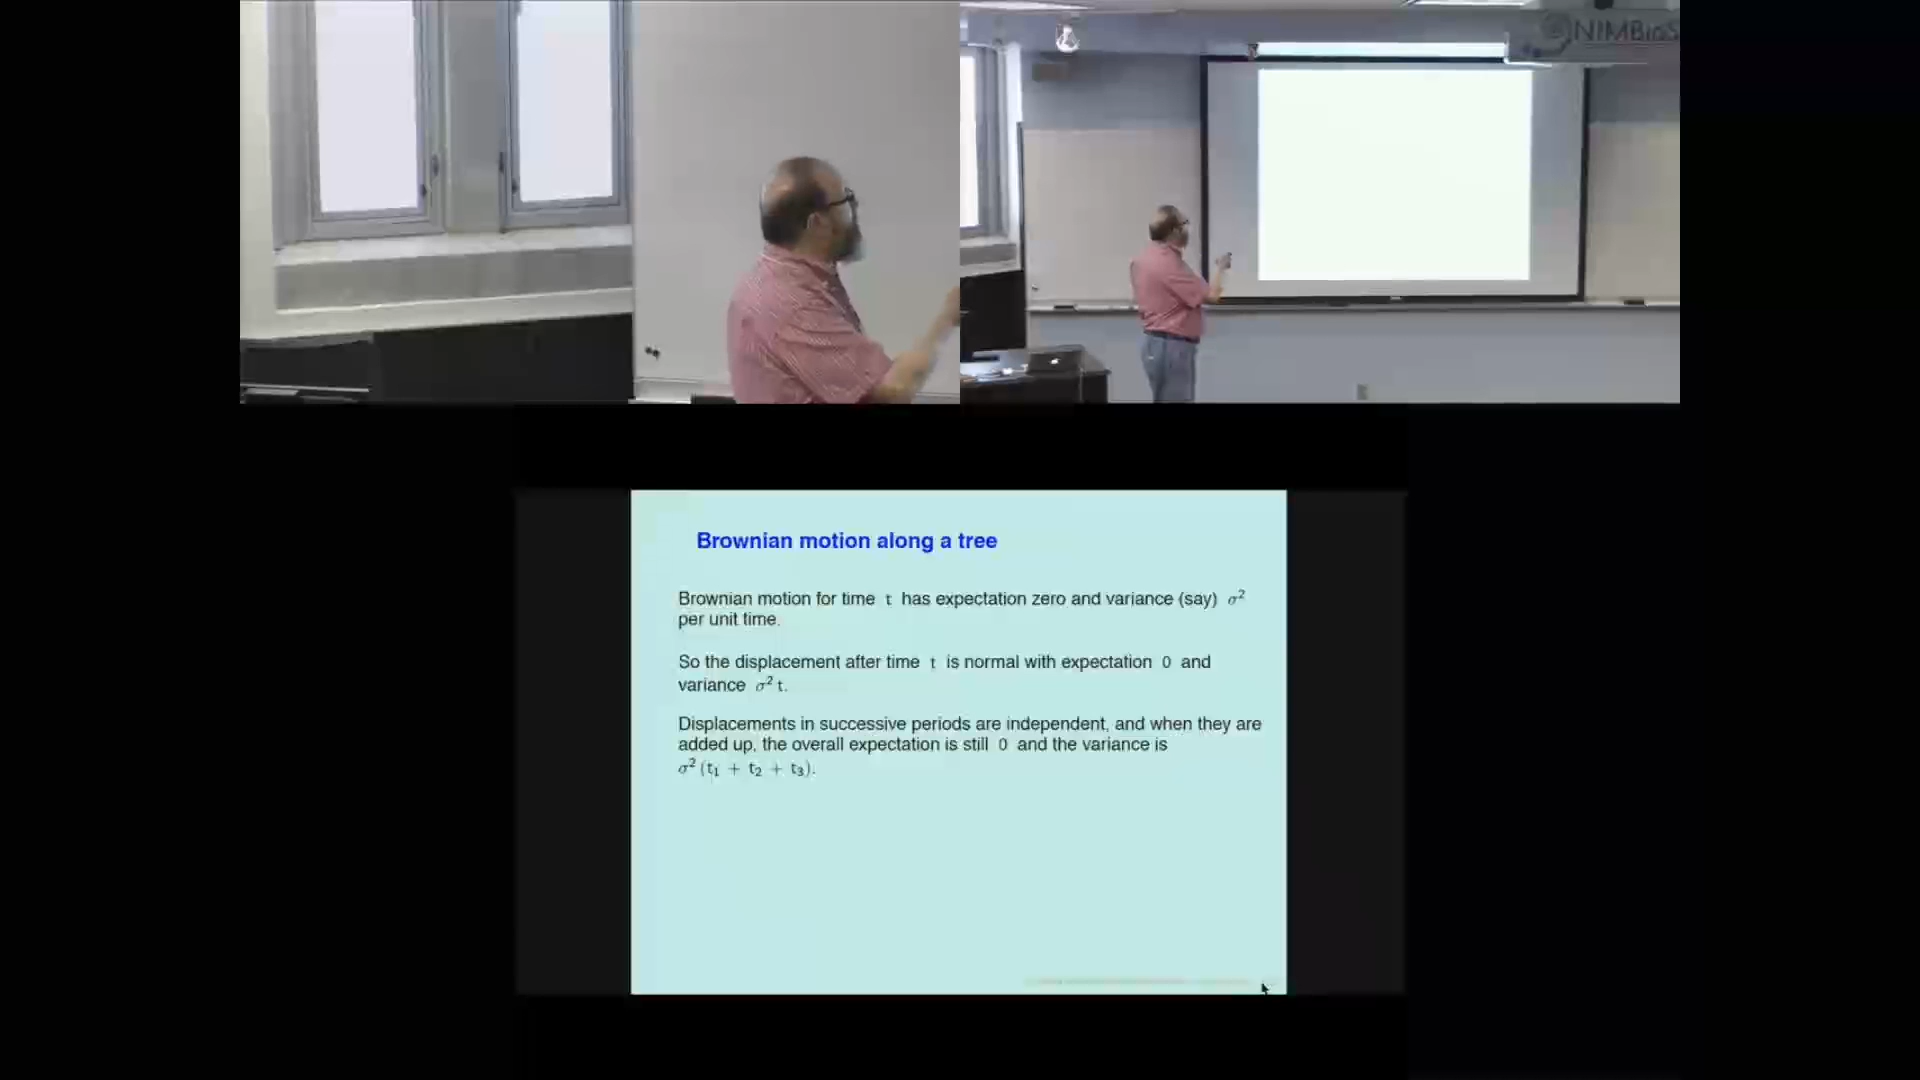 NIMBioS
Brownian motion along a tree
Brownian motion for time t has expectation zero and variance (say) σ²
per unit time.
So the displacement after time t is normal with expectation 0 and
variance σ² t.
Displacements in successive periods are independent, and when they are
added up, the overall expectation is still 0 and the variance is
σ² (t₁ + t₂ + t₃).